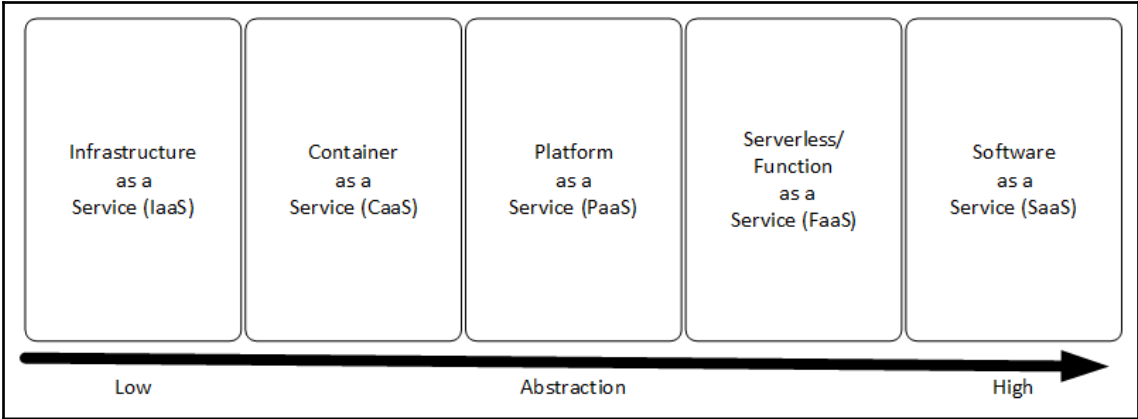 Infrastructure
as a
Service (IaaS)
Container
as a
Service (CaaS)
Platform
as a
Service (PaaS)
Serverless/
Function
as a
Service (FaaS)
Software
as a
Service (SaaS)
Low
Abstraction
High